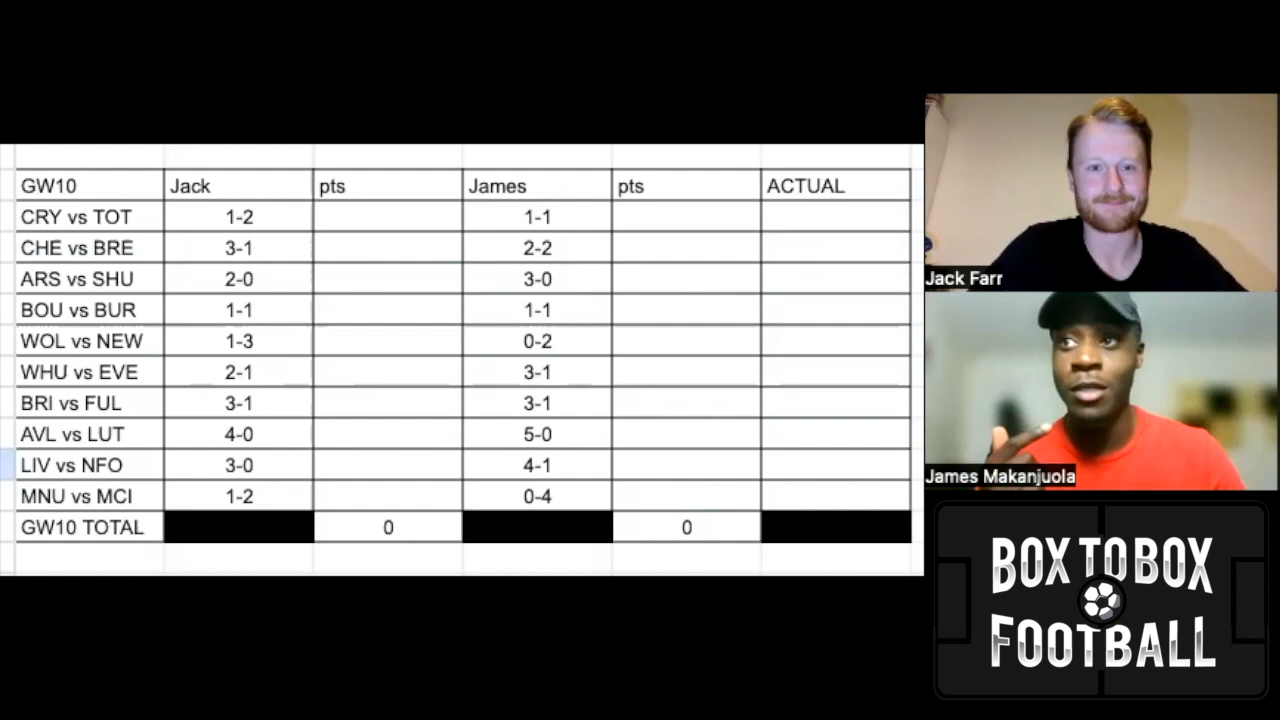 GW10 Jack pts James pts ACTUAL
CRY vs TOT 1-2 1-1
CHE vs BRE 3-1 2-2
ARS vs SHU 2-0 3-0
BOU vs BUR 1-1 1-1
WOL vs NEW 1-3 0-2
WHU vs EVE 2-1 3-1
BRI vs FUL 3-1 3-1
AVL vs LUT 4-0 5-0
LIV vs NFO 3-0 4-1
MNU vs MCI 1-2 0-4
GW10 TOTAL 0 0
Jack Farr
James Makanjuola
BOX TO BOX
FOOTBALL